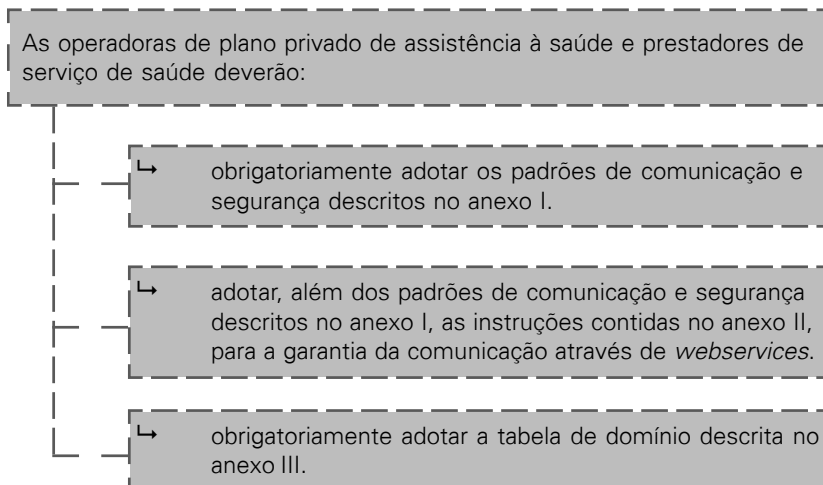 As operadoras de plano privado de assistência à saúde e prestadores de
serviço de saúde deverão:
↳ obrigatoriamente adotar os padrões de comunicação e
segurança descritos no anexo I.
↳ adotar, além dos padrões de comunicação e segurança
descritos no anexo I, as instruções contidas no anexo II,
para a garantia da comunicação através de webservices.
↳ obrigatoriamente adotar a tabela de domínio descrita no
anexo III.